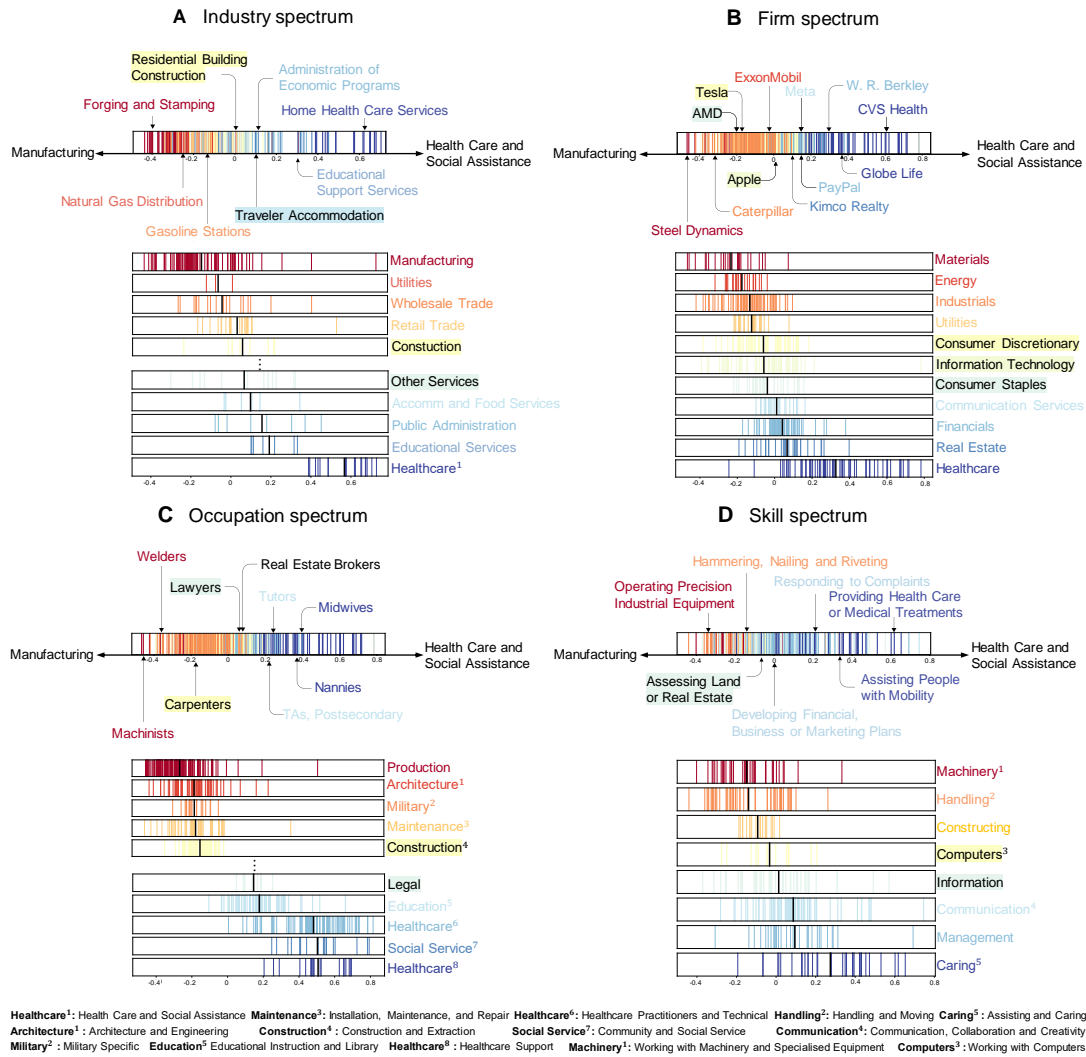 A Industry spectrum
Residential Building
Construction
Administration of
Economic Programs
Forging and Stamping
Home Health Care Services
Manufacturing
-0.4 -0.2 0 0.2 0.4 0.6
Health Care and
Social Assistance
Educational
Support Services
Natural Gas Distribution
Traveler Accommodation
Gasoline Stations
Manufacturing
Utilities
Wholesale Trade
Retail Trade
Constuction
Other Services
Accomm and Food Services
Public Administration
Educational Services
Healthcare¹
-0.4 -0.2 0 0.2 0.4 0.6
B Firm spectrum
ExxonMobil
Tesla
Meta
W. R. Berkley
AMD
CVS Health
Manufacturing
-0.4 -0.2 0 0.2 0.4 0.6 0.8
Health Care and
Social Assistance
Apple
Globe Life
PayPal
Caterpillar
Kimco Realty
Steel Dynamics
Materials
Energy
Industrials
Utilities
Consumer Discretionary
Information Technology
Consumer Staples
Communication Services
Financials
Real Estate
Healthcare
-0.4 -0.2 0 0.2 0.4 0.6 0.8
C Occupation spectrum
Welders
Real Estate Brokers
Lawyers
Tutors
Midwives
Manufacturing
-0.4 -0.2 0 0.2 0.4 0.6 0.8
Health Care and
Social Assistance
Nannies
Carpenters
TAs, Postsecondary
Machinists
Production
Architecture¹
Military²
Maintenance³
Construction⁴
Legal
Education⁵
Healthcare⁶
Social Service⁷
Healthcare⁸
-0.4 -0.2 0 0.2 0.4 0.6 0.8
D Skill spectrum
Hammering, Nailing and Riveting
Operating Precision
Industrial Equipment
Responding to Complaints
Providing Health Care
or Medical Treatments
Manufacturing
-0.4 -0.2 0 0.2 0.4 0.6 0.8
Health Care and
Social Assistance
Assessing Land
or Real Estate
Assisting People
with Mobility
Developing Financial,
Business or Marketing Plans
Machinery¹
Handling²
Constructing
Computers³
Information
Communication⁴
Management
Caring⁵
-0.4 -0.2 0 0.2 0.4 0.6 0.8
Healthcare¹: Health Care and Social Assistance Maintenance³: Installation, Maintenance, and Repair Healthcare⁶: Healthcare Practitioners and Technical Handling²: Handling and Moving Caring⁵ : Assisting and Caring
Architecture¹ : Architecture and Engineering Construction⁴ : Construction and Extraction Social Service⁷ : Community and Social Service Communication⁴: Communication, Collaboration and Creativity
Military² : Military Specific Education⁵ Educational Instruction and Library Healthcare⁸ : Healthcare Support Machinery¹: Working with Machinery and Specialised Equipment Computers³ : Working with Computers